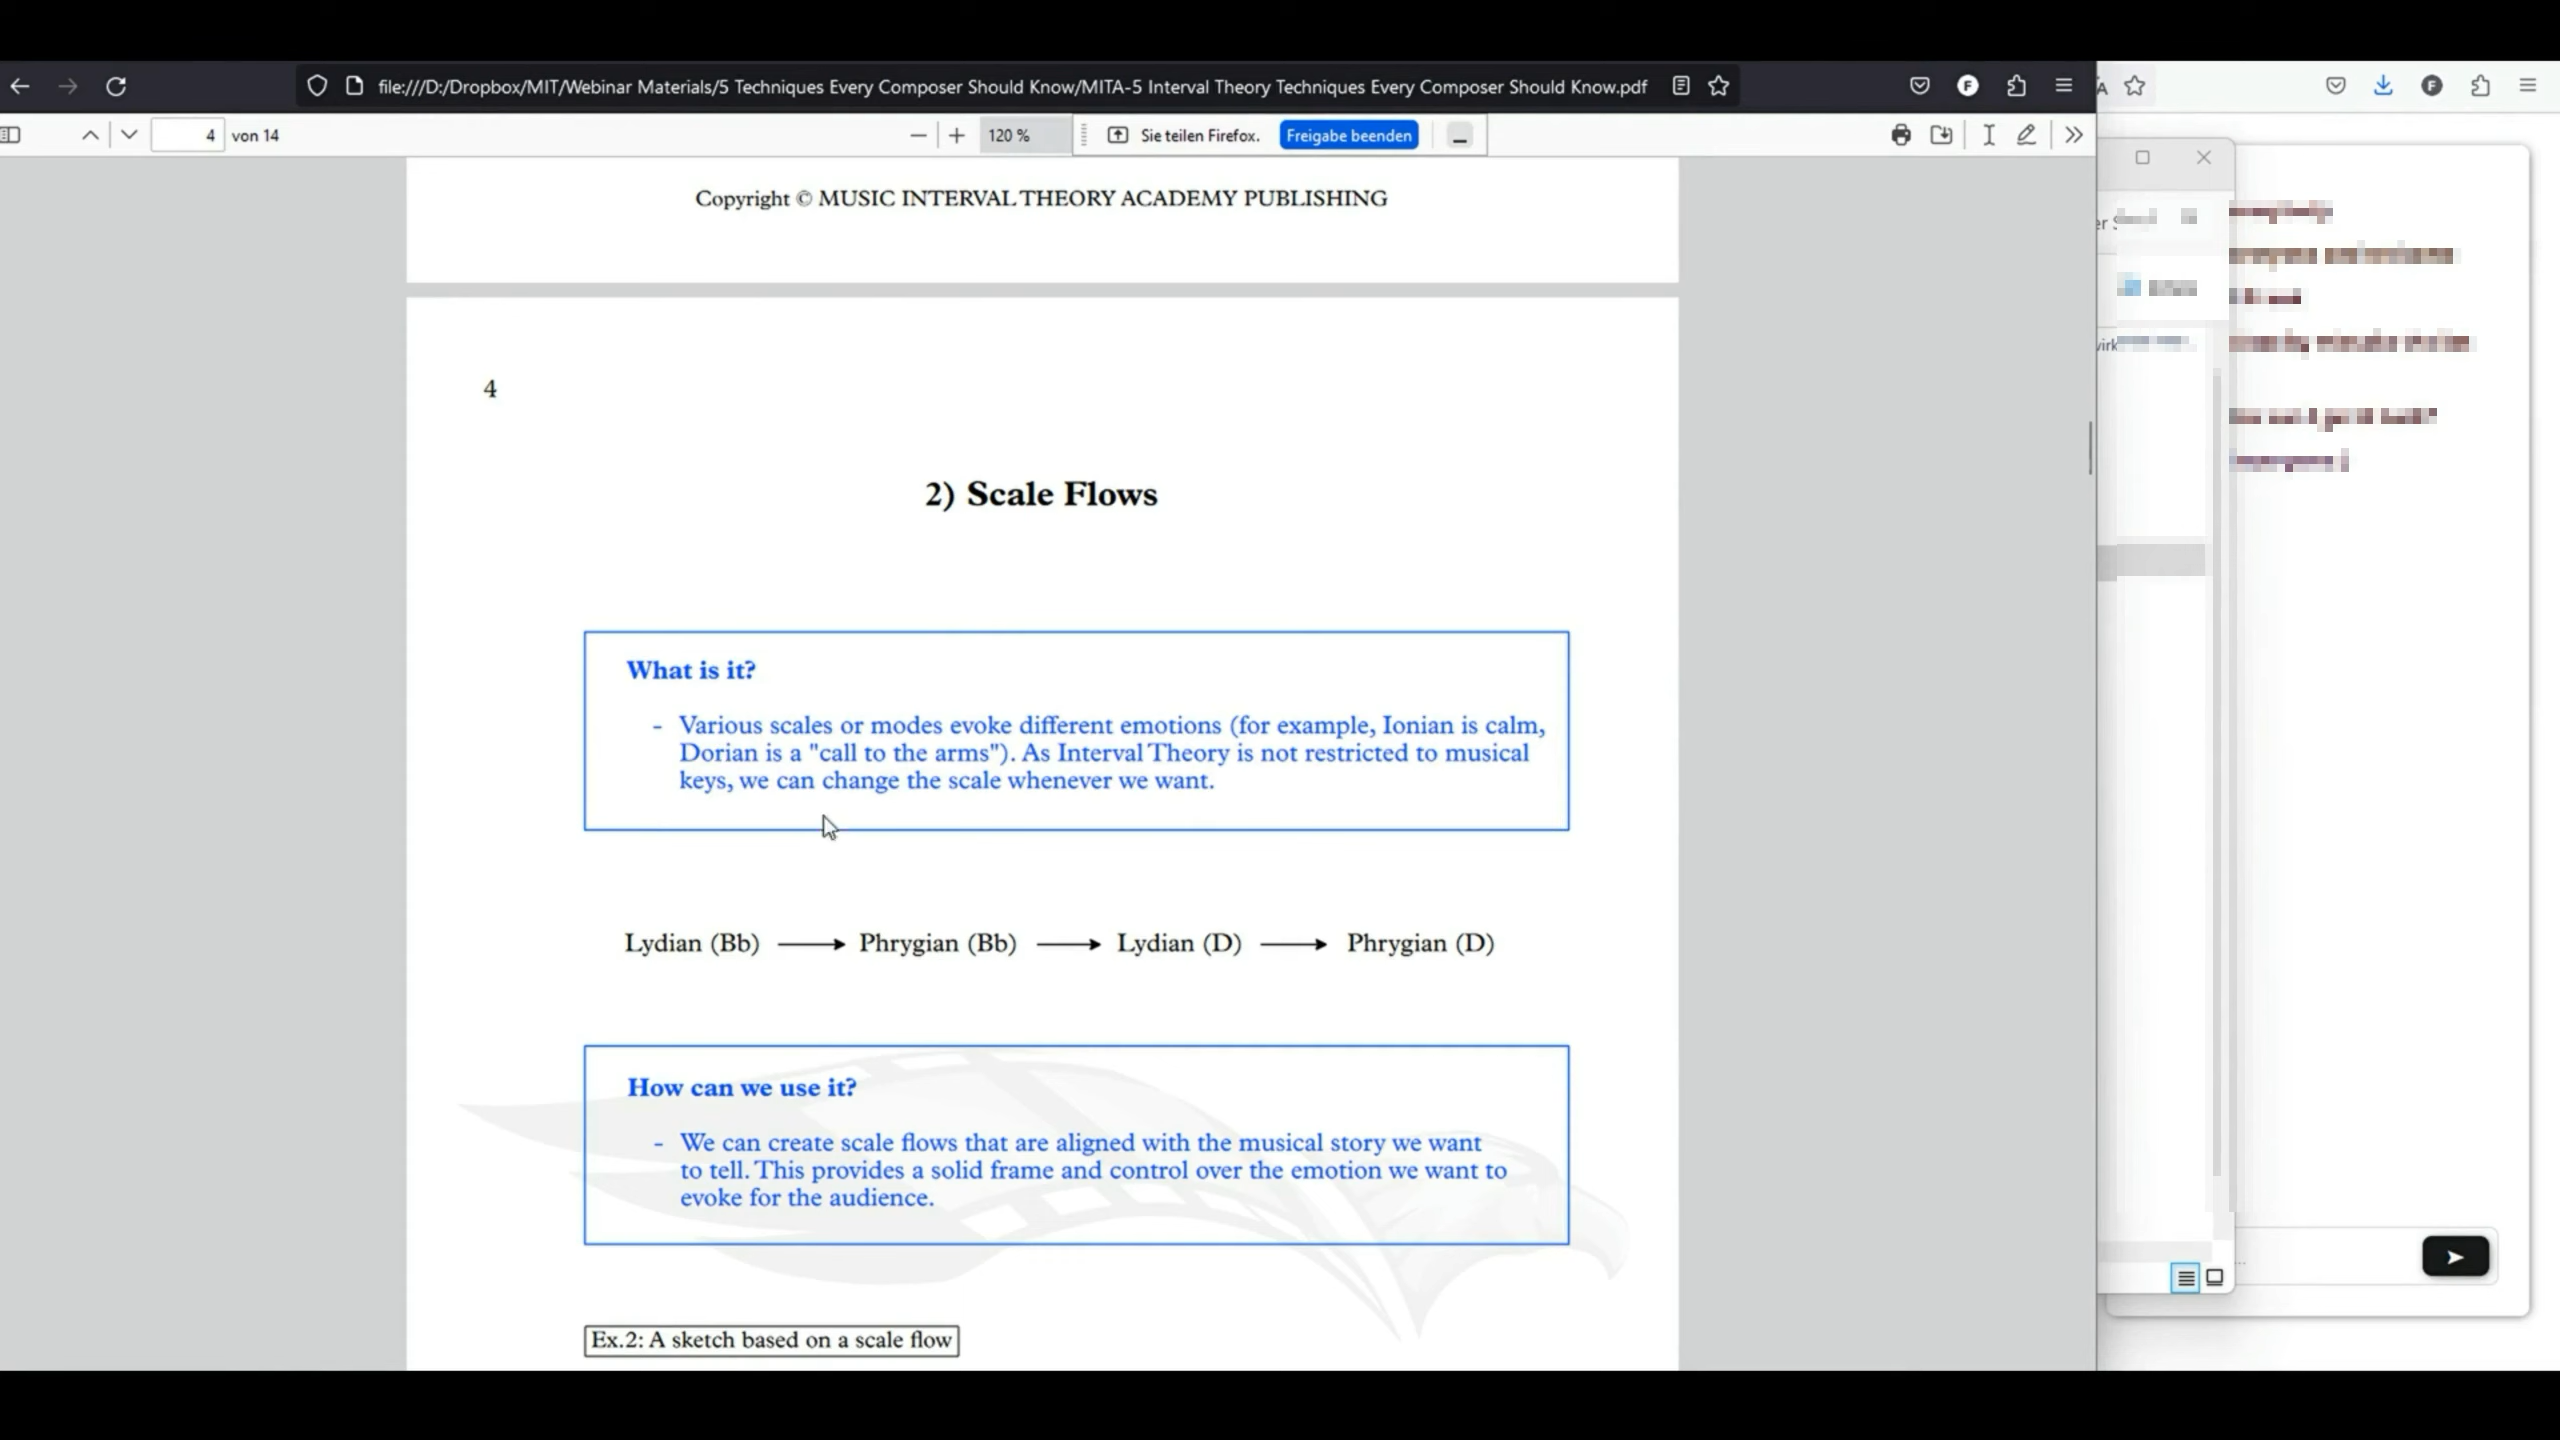 file:///D:/Dropbox/MIT/Webinar Materials/5 Techniques Every Composer Should Know/MITA-5 Interval Theory Techniques Every Composer Should Know.pdf
4 von 14
120 %
Sie teilen Firefox.
Freigabe beenden
Copyright © MUSIC INTERVAL THEORY ACADEMY PUBLISHING
4
2) Scale Flows
What is it?
- Various scales or modes evoke different emotions (for example, Ionian is calm,
Dorian is a "call to the arms"). As Interval Theory is not restricted to musical
keys, we can change the scale whenever we want.
Lydian (Bb) → Phrygian (Bb) → Lydian (D) → Phrygian (D)
How can we use it?
- We can create scale flows that are aligned with the musical story we want
to tell. This provides a solid frame and control over the emotion we want to
evoke for the audience.
Ex.2: A sketch based on a scale flow